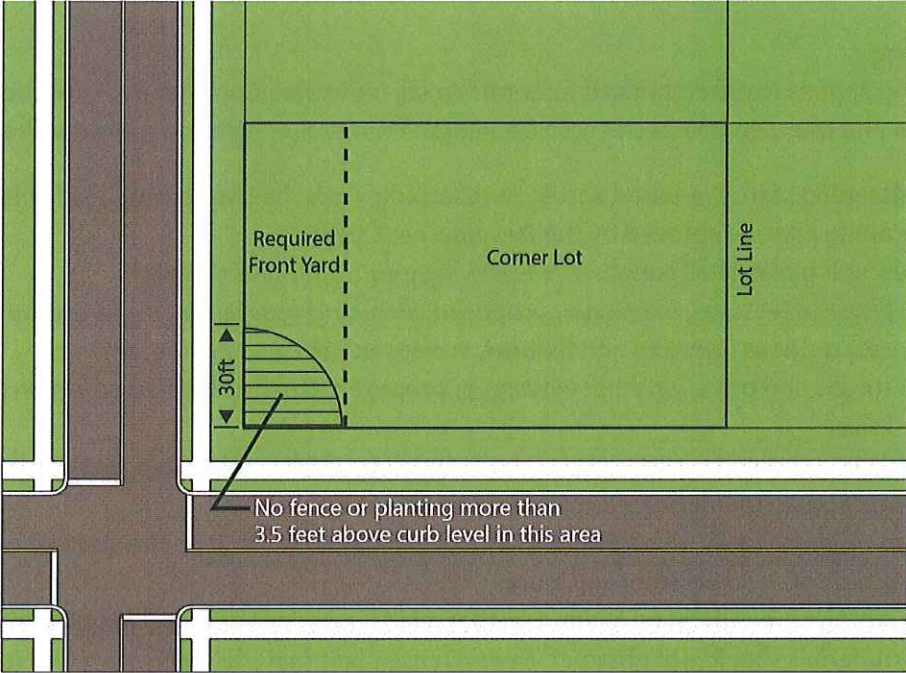 Required
Front Yard
Corner Lot
Lot Line
30ft
No fence or planting more than
3.5 feet above curb level in this area